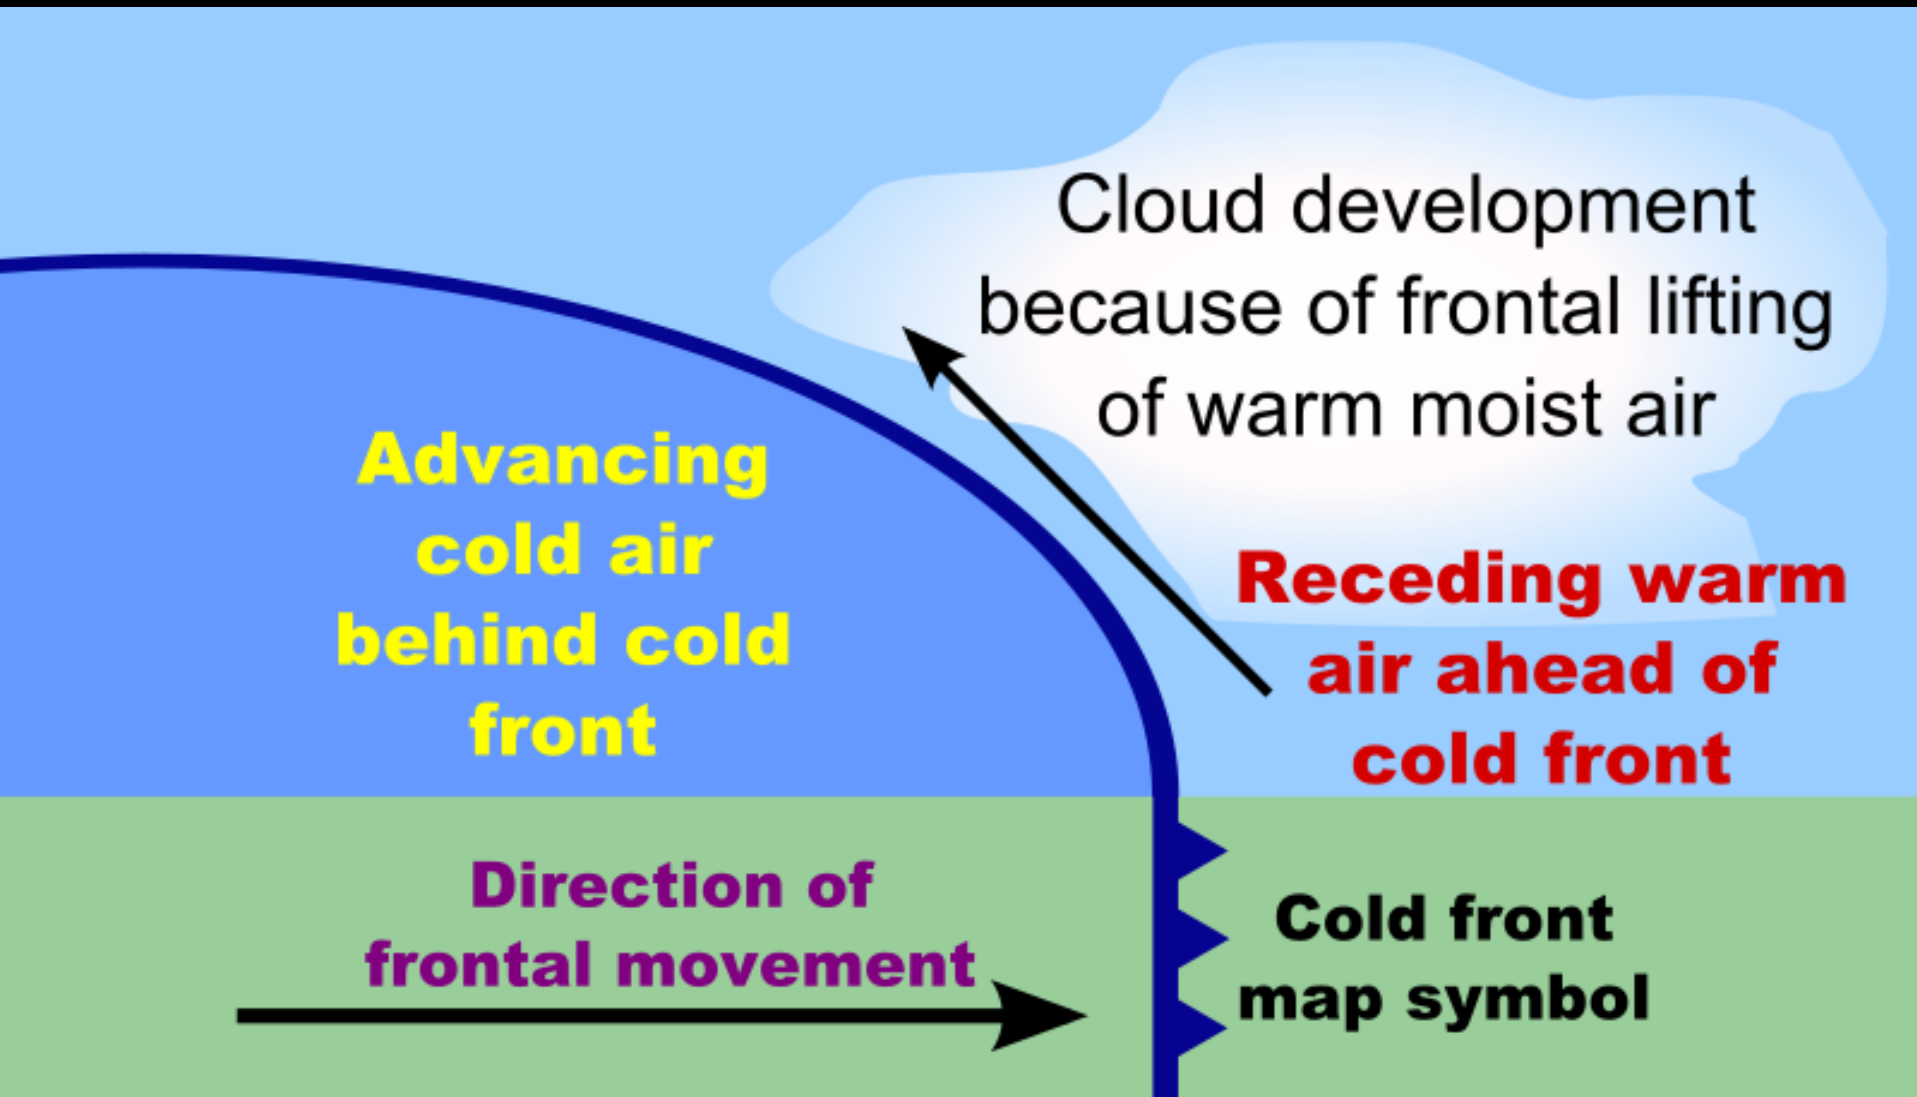 Cloud development
because of frontal lifting
of warm moist air
Advancing
cold air
behind cold
front
Receding warm
air ahead of
cold front
Direction of
frontal movement
Cold front
map symbol